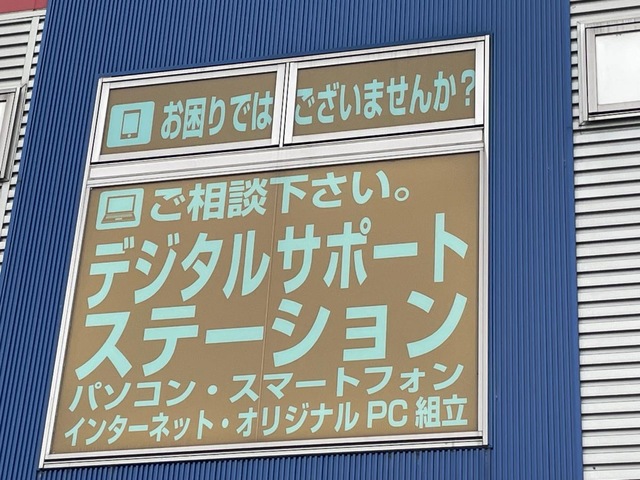 お困りではございませんか?
ご相談下さい。
デジタルサポート
ステーション
パソコン・スマートフォン
インターネット・オリジナルPC組立